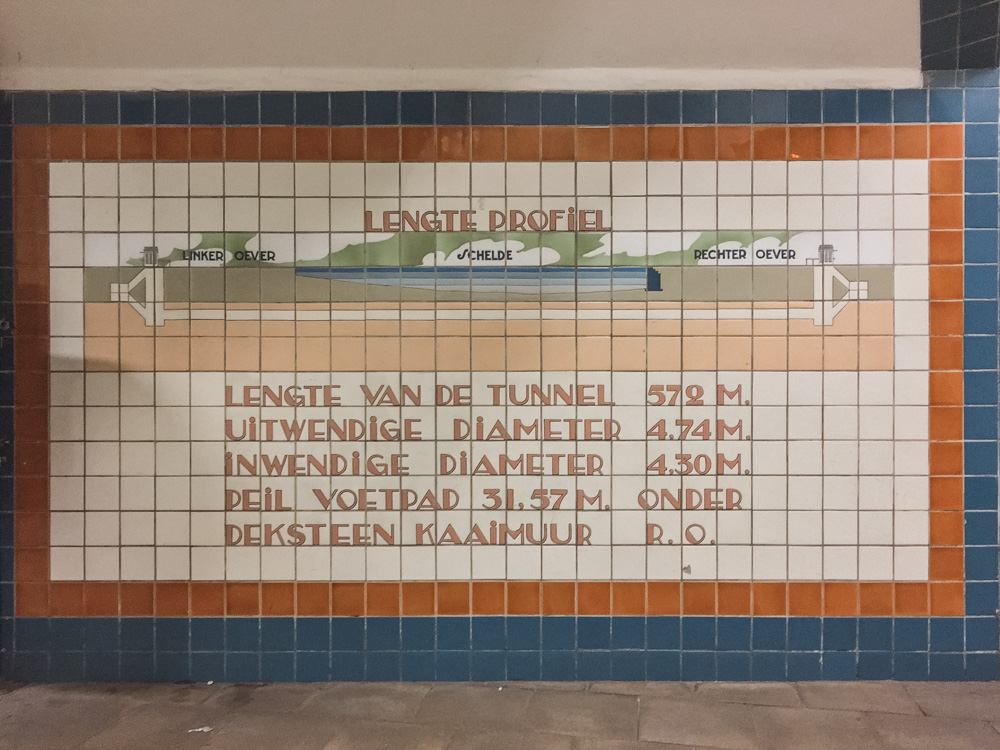 LENGTE PROFiEL
LINKER OEVER SCHELDE RECHTER OEVER
LENGTE VAN DE TUNNEL 572 M.
UiTWENDiGE DiAMETER 4,74 M.
iNWENDiGE DiAMETER 4,30 M.
PEiL VOETPAD 31,57 M. ONDER
DEKSTEEN KAAiMUUR R.O.